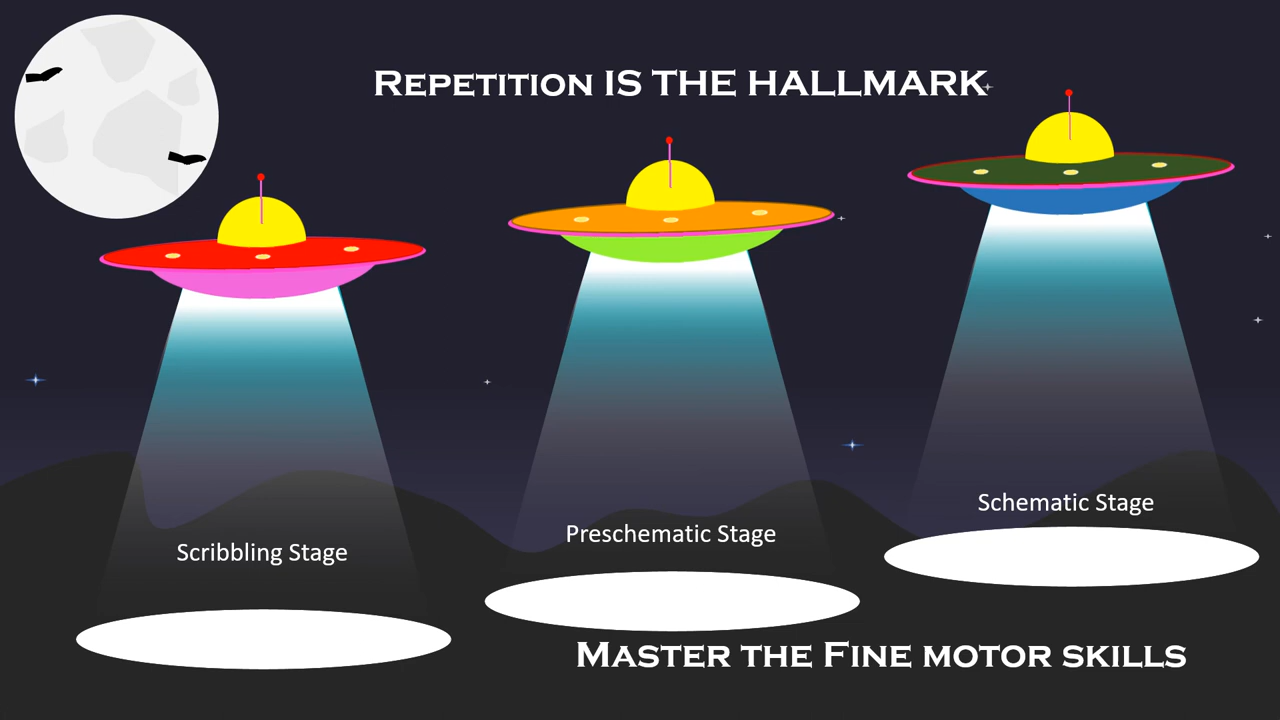 Repetition IS THE HALLMARK
Schematic Stage
Preschematic Stage
Scribbling Stage
Master the Fine motor skills